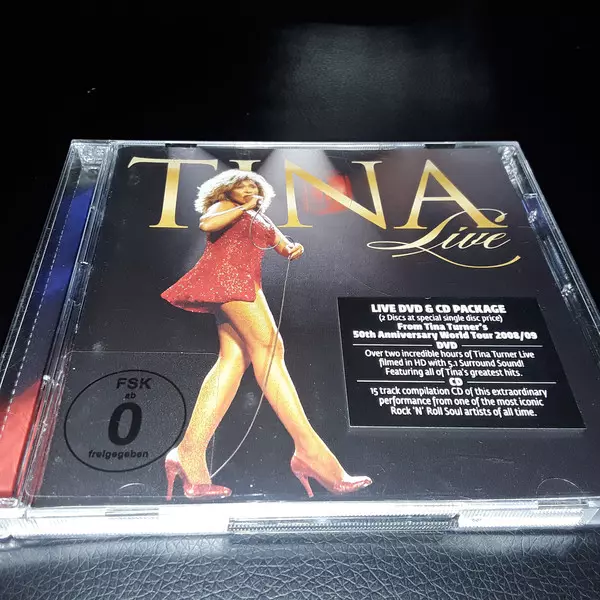 TINA
Live
LIVE DVD & CD PACKAGE
(2 Discs at special single disc price)
From Tina Turner's
50th Anniversary World Tour 2008/09
DVD
Over two incredible hours of Tina Turner Live
filmed in HD with 5.1 Surround Sound!
Featuring all of Tina's greatest hits.
CD
15 track compilation CD of this extraordinary
performance from one of the most iconic
Rock 'N' Roll Soul artists of all time.
FSK
ab
0
freigegeben